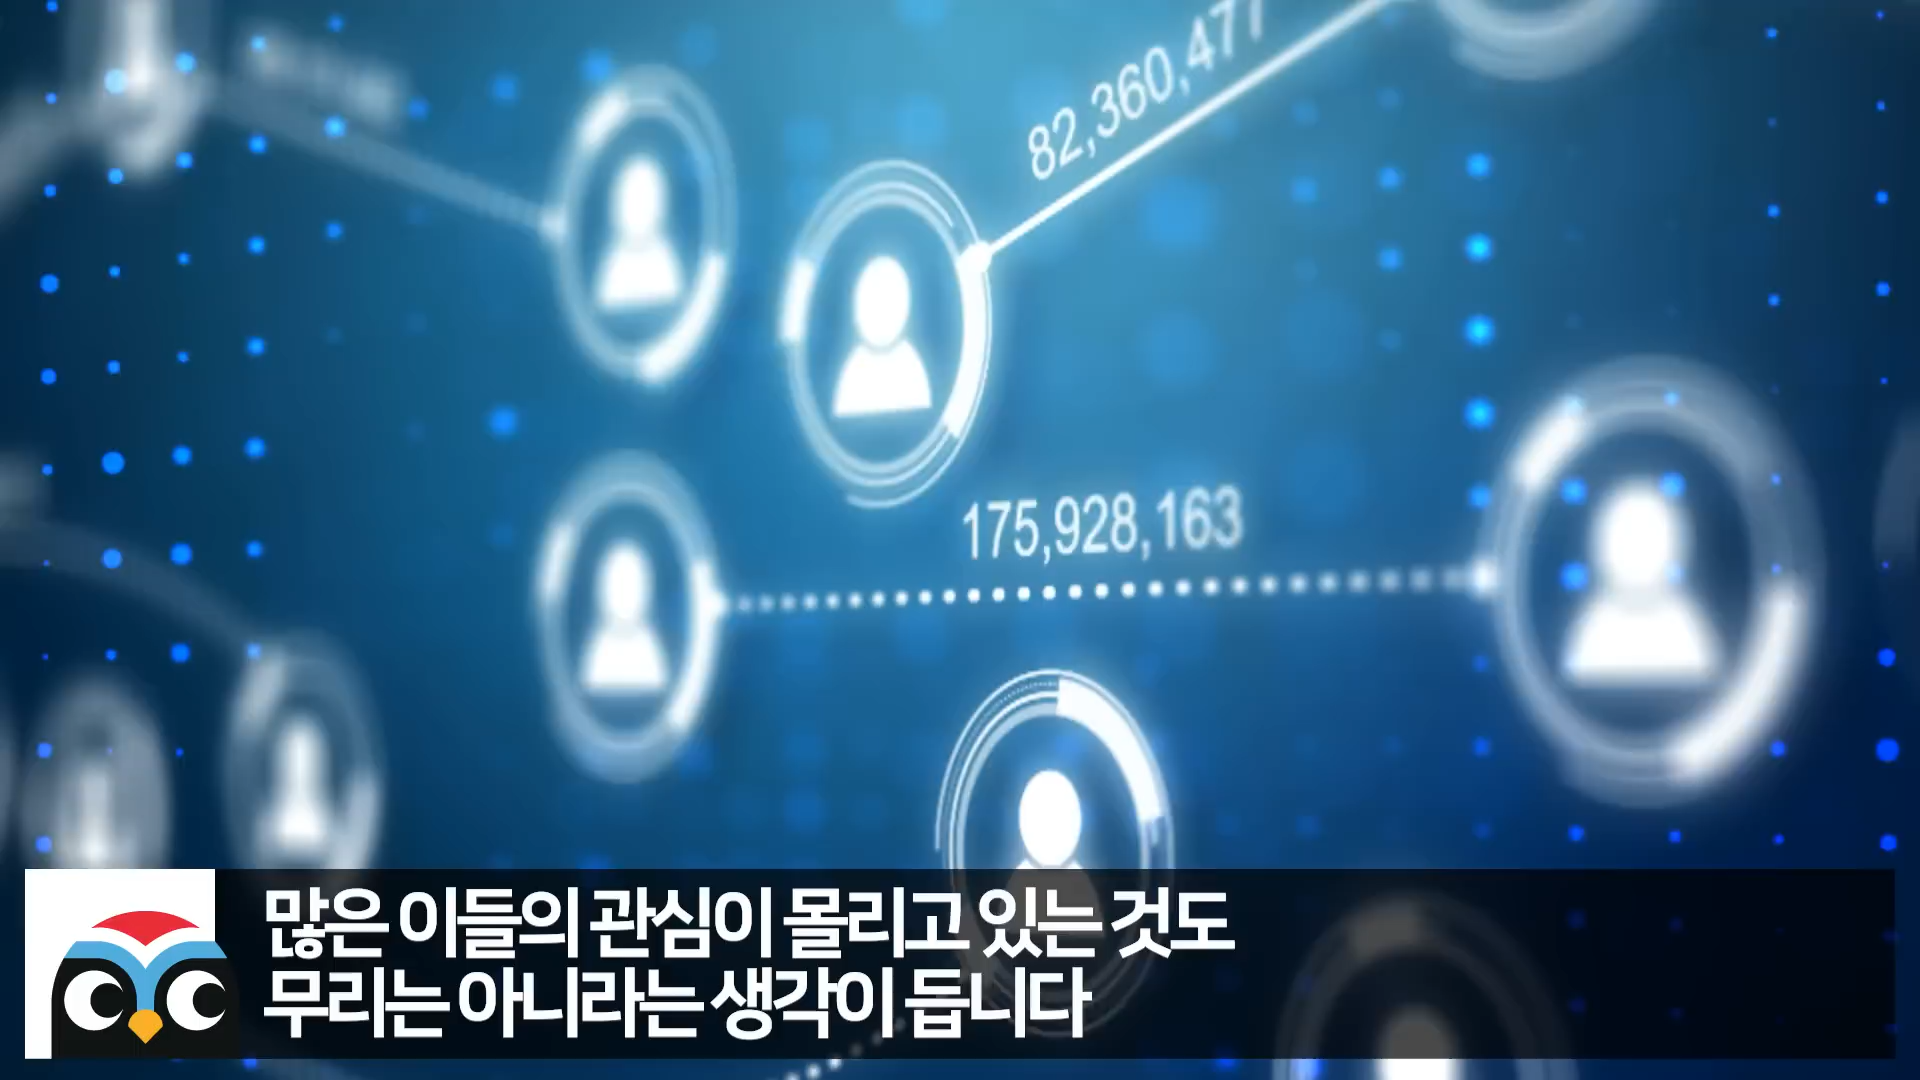 82,360,477
175,928,163
많은 이들의 관심이 몰리고 있는 것도
무리는 아니라는 생각이 듭니다